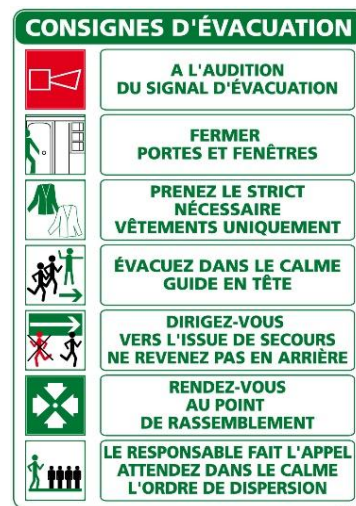 CONSIGNES D'ÉVACUATION
A L'AUDITION
DU SIGNAL D'ÉVACUATION
FERMER
PORTES ET FENÊTRES
PRENEZ LE STRICT
NÉCESSAIRE
VÊTEMENTS UNIQUEMENT
ÉVACUEZ DANS LE CALME
GUIDE EN TÊTE
DIRIGEZ-VOUS
VERS L'ISSUE DE SECOURS
NE REVENEZ PAS EN ARRIÈRE
RENDEZ-VOUS
AU POINT
DE RASSEMBLEMENT
LE RESPONSABLE FAIT L'APPEL
ATTENDEZ DANS LE CALME
L'ORDRE DE DISPERSION